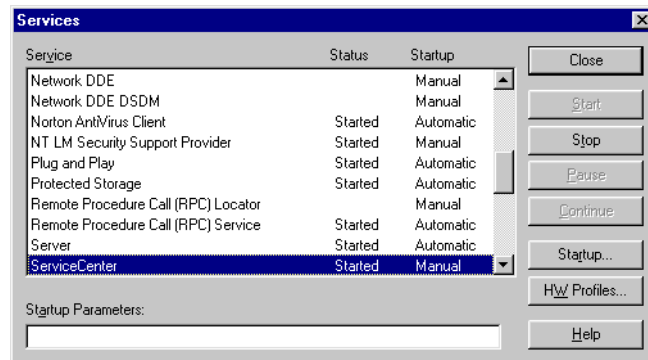 Services
Service Status Startup
Network DDE Manual
Network DDE DSDM Manual
Norton AntiVirus Client Started Automatic
NT LM Security Support Provider Started Manual
Plug and Play Started Automatic
Protected Storage Started Automatic
Remote Procedure Call (RPC) Locator Manual
Remote Procedure Call (RPC) Service Started Automatic
Server Started Automatic
ServiceCenter Started Manual
Startup Parameters:
Close
Start
Stop
Pause
Continue
Startup...
HW Profiles...
Help